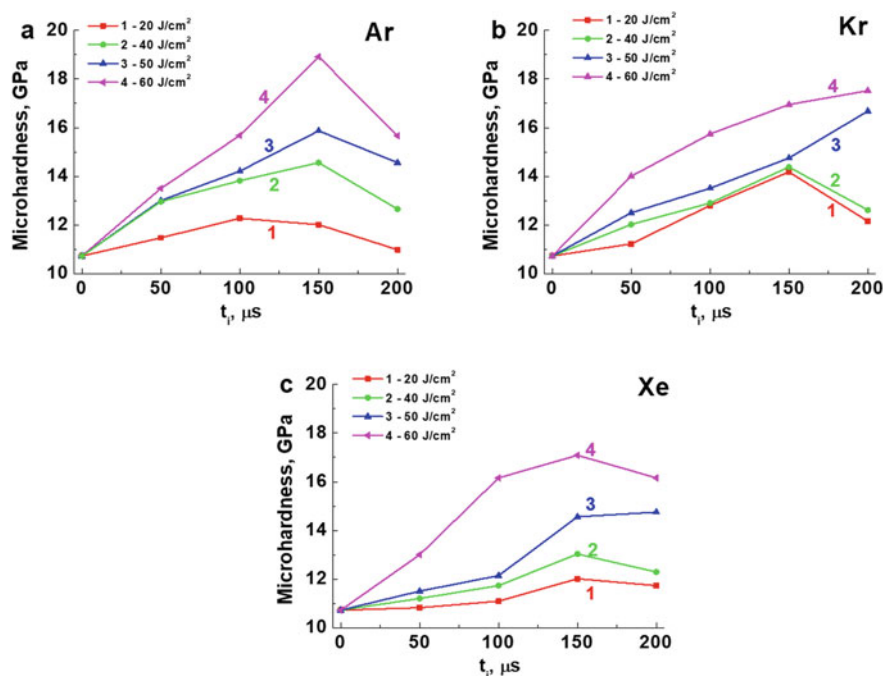 a
Ar
1 - 20 J/cm²
2 - 40 J/cm²
3 - 50 J/cm²
4 - 60 J/cm²
Microhardness, GPa
20
18
16
14
12
10
4
3
2
1
0
50
100
150
200
tᵢ, μs
b
Kr
1 - 20 J/cm²
2 - 40 J/cm²
3 - 50 J/cm²
4 - 60 J/cm²
Microhardness, GPa
20
18
16
14
12
10
4
3
2
1
0
50
100
150
200
tᵢ, μs
c
Xe
1 - 20 J/cm²
2 - 40 J/cm²
3 - 50 J/cm²
4 - 60 J/cm²
Microhardness, GPa
20
18
16
14
12
10
4
3
2
1
0
50
100
150
200
tᵢ, μs